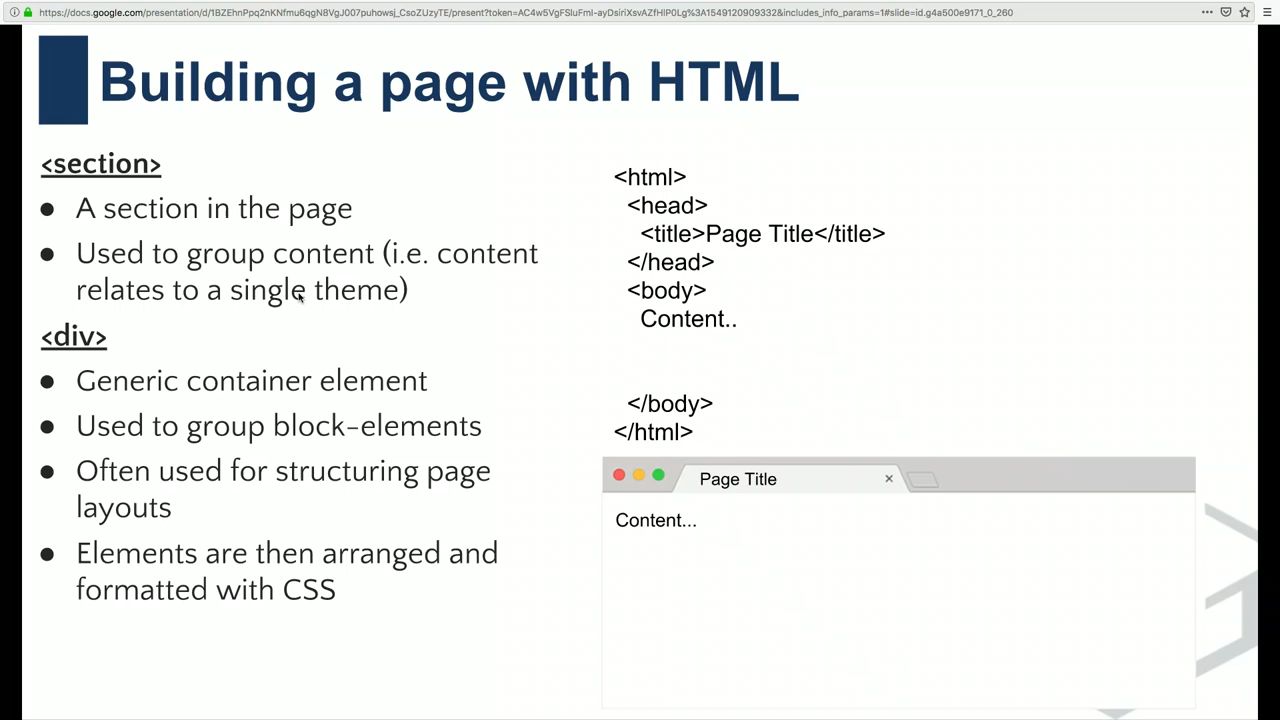 https://docs.google.com/presentation/d/1BZEhnPpq2nKNfmu6qgN8VgJ007puhowsj_CsoZUzyTE/present?token=AC4w5VgFSluFmI-ayDsiriXsvAZfHlP0Lg%3A1540170909332&includes_info_params=1#slide=id.g4a500e9171_0_260
Building a page with HTML
<section>
● A section in the page
● Used to group content (i.e. content
relates to a single theme)
<div>
● Generic container element
● Used to group block-elements
● Often used for structuring page
layouts
● Elements are then arranged and
formatted with CSS
<html>
<head>
<title>Page Title</title>
</head>
<body>
Content..
</body>
</html>
Page Title ×
Content...